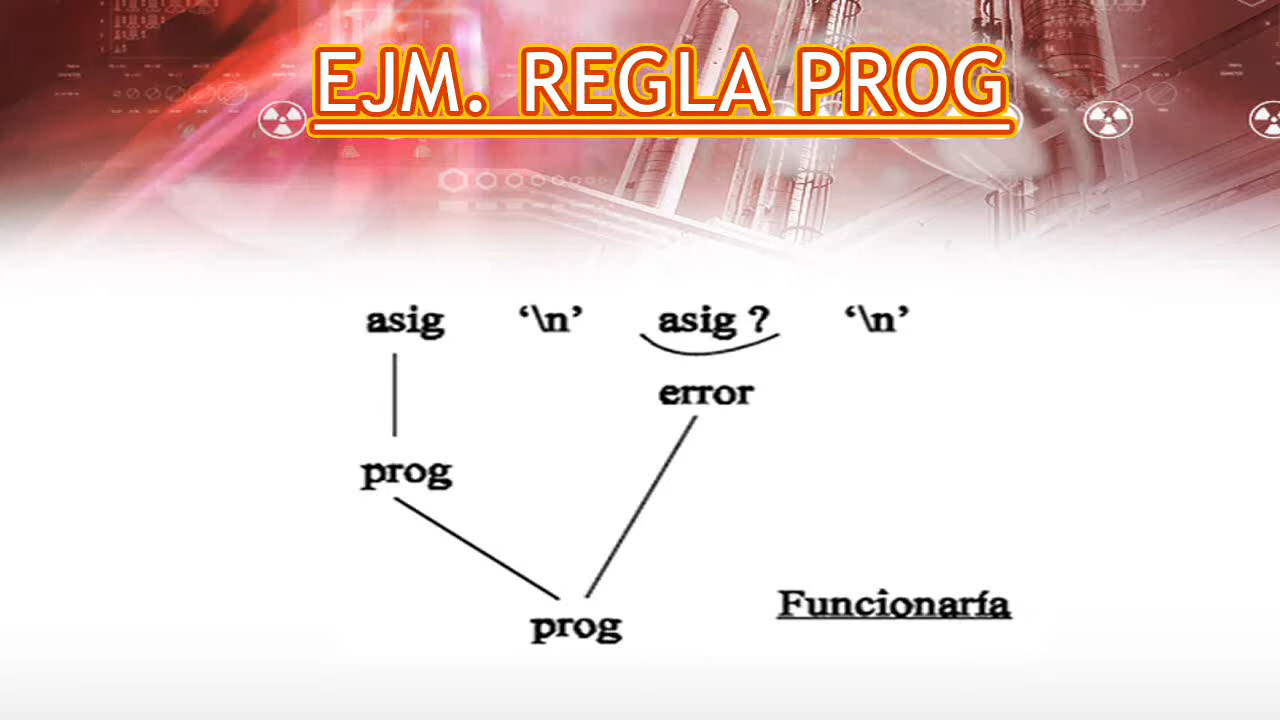 EJM. REGLA PROG
asig ‘\n’ asig ? ‘\n’
error
prog
prog
Funcionaría